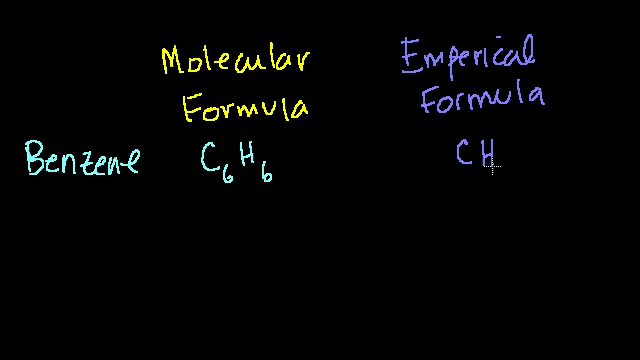 Molecular Formula
Emperical Formula
Benzene C₆H₆ CH